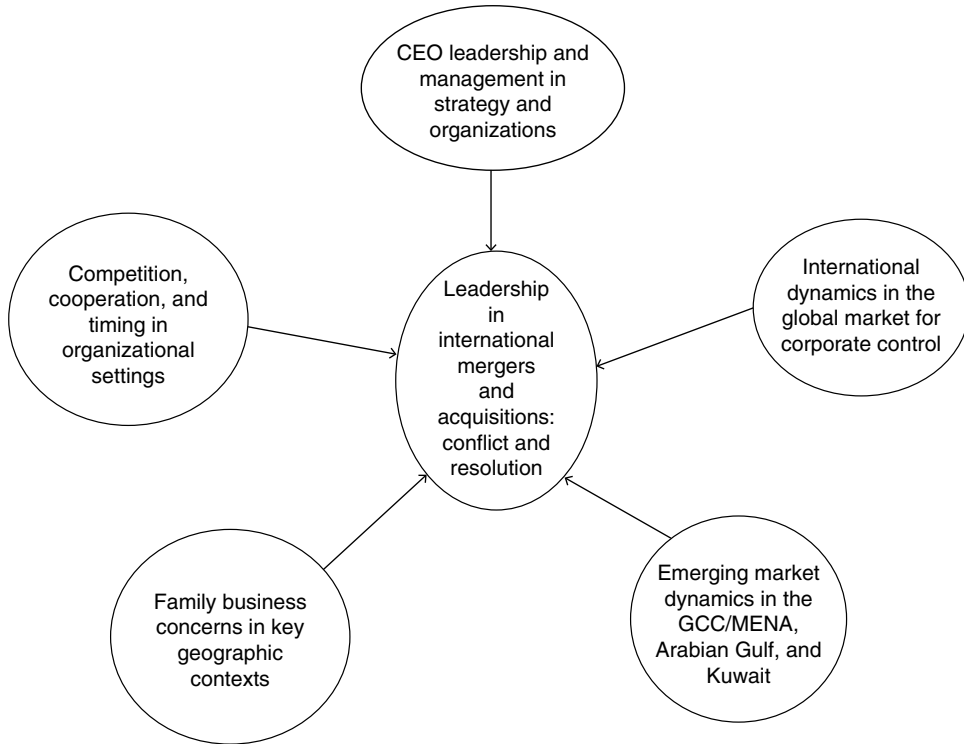 CEO leadership and
management in
strategy and
organizations
Competition,
cooperation, and
timing in
organizational
settings
Leadership
in
international
mergers
and
acquisitions:
conflict and
resolution
International
dynamics in the
global market for
corporate control
Family business
concerns in key
geographic
contexts
Emerging market
dynamics in the
GCC/MENA,
Arabian Gulf, and
Kuwait